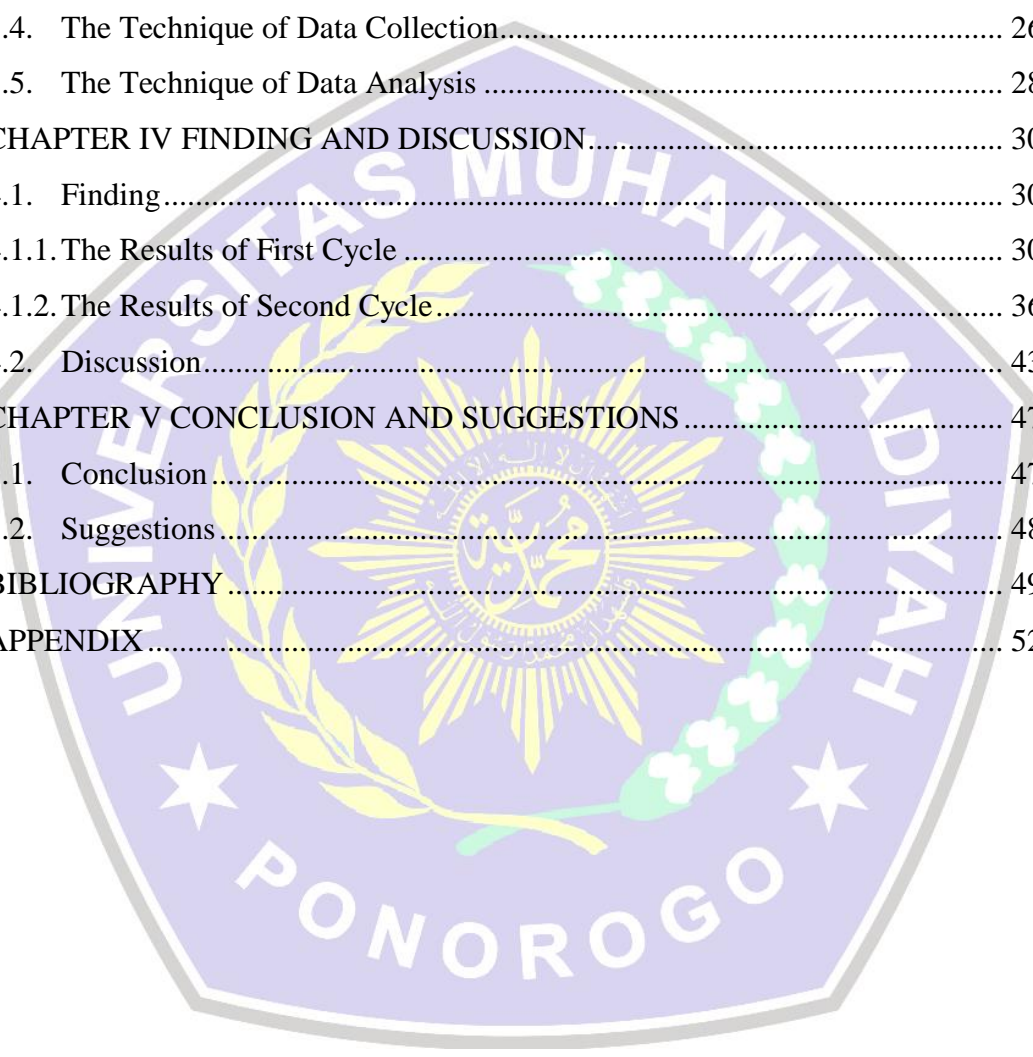 .4. The Technique of Data Collection.................................................................. 26
.5. The Technique of Data Analysis .................................................................... 28
CHAPTER IV FINDING AND DISCUSSION...................................................... 30
.1. Finding............................................................................................................ 30
.1.1. The Results of First Cycle .............................................................................. 30
.1.2. The Results of Second Cycle.......................................................................... 36
.2. Discussion....................................................................................................... 43
CHAPTER V CONCLUSION AND SUGGESTIONS ......................................... 47
.1. Conclusion...................................................................................................... 47
.2. Suggestions..................................................................................................... 48
BIBLIOGRAPHY.................................................................................................. 49
APPENDIX............................................................................................................ 52
UNIVERSITAS MUHAMMADIYAH
PONOROGO
محمدية